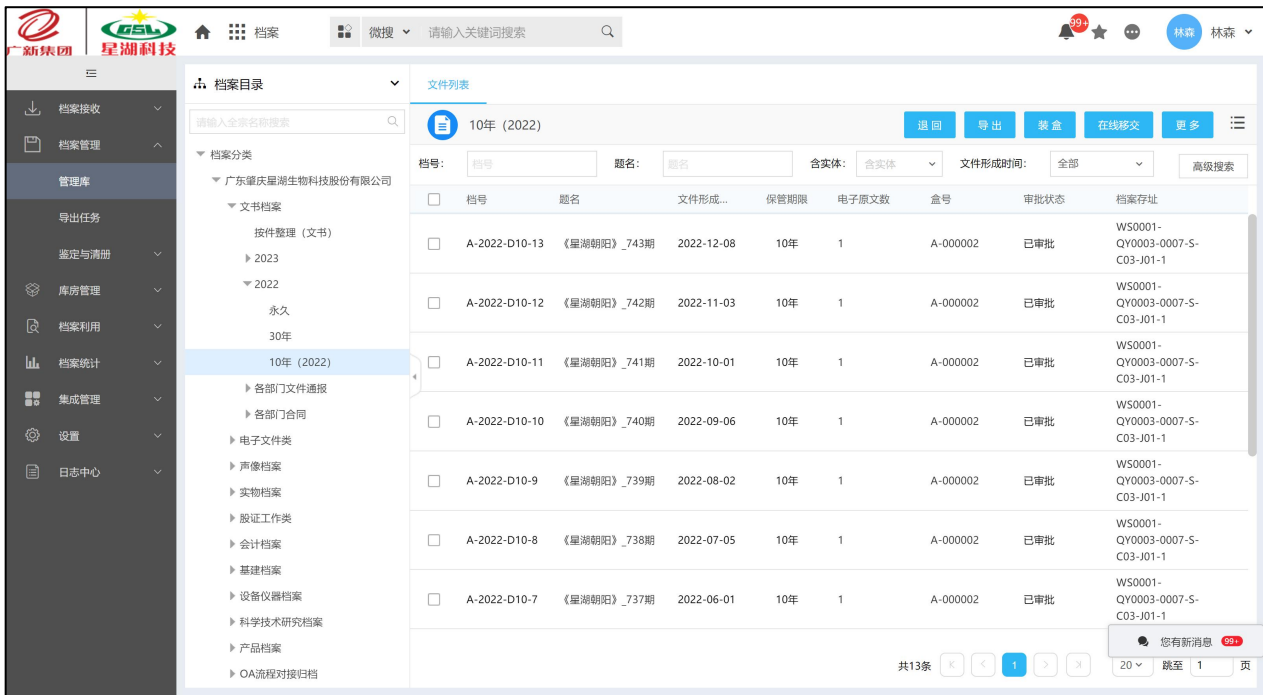 广新集团
GSL
星湖科技
档案
微搜
请输入关键词搜索
99+
林森
林森
档案接收
档案管理
管理库
导出任务
鉴定与清册
库房管理
档案利用
档案统计
集成管理
设置
日志中心
档案目录
请输入全宗名称搜索
档案分类
广东肇庆星湖生物科技股份有限公司
文书档案
按件整理（文书）
2023
2022
永久
30年
10年（2022）
各部门文件通报
各部门合同
电子文件类
声像档案
实物档案
股证工作类
会计档案
基建档案
设备仪器档案
科学技术研究档案
产品档案
OA流程对接归档
文件列表
10年（2022）
退回 导出 装盒 在线移交 更多
档号： 档号 题名： 题名 含实体： 含实体 文件形成时间： 全部 高级搜索
档号 题名 文件形成... 保管期限 电子原文数 盒号 审批状态 档案存址
WS0001-
A-2022-D10-13 《星湖朝阳》_743期 2022-12-08 10年 1 A-000002 已审批 QY0003-0007-S-
C03-J01-1
WS0001-
A-2022-D10-12 《星湖朝阳》_742期 2022-11-03 10年 1 A-000002 已审批 QY0003-0007-S-
C03-J01-1
WS0001-
A-2022-D10-11 《星湖朝阳》_741期 2022-10-01 10年 1 A-000002 已审批 QY0003-0007-S-
C03-J01-1
WS0001-
A-2022-D10-10 《星湖朝阳》_740期 2022-09-06 10年 1 A-000002 已审批 QY0003-0007-S-
C03-J01-1
WS0001-
A-2022-D10-9 《星湖朝阳》_739期 2022-08-02 10年 1 A-000002 已审批 QY0003-0007-S-
C03-J01-1
WS0001-
A-2022-D10-8 《星湖朝阳》_738期 2022-07-05 10年 1 A-000002 已审批 QY0003-0007-S-
C03-J01-1
WS0001-
A-2022-D10-7 《星湖朝阳》_737期 2022-06-01 10年 1 A-000002 已审批 QY0003-0007-S-
C03-J01-1
您有新消息 99+
共13条 1 20 跳至 1 页